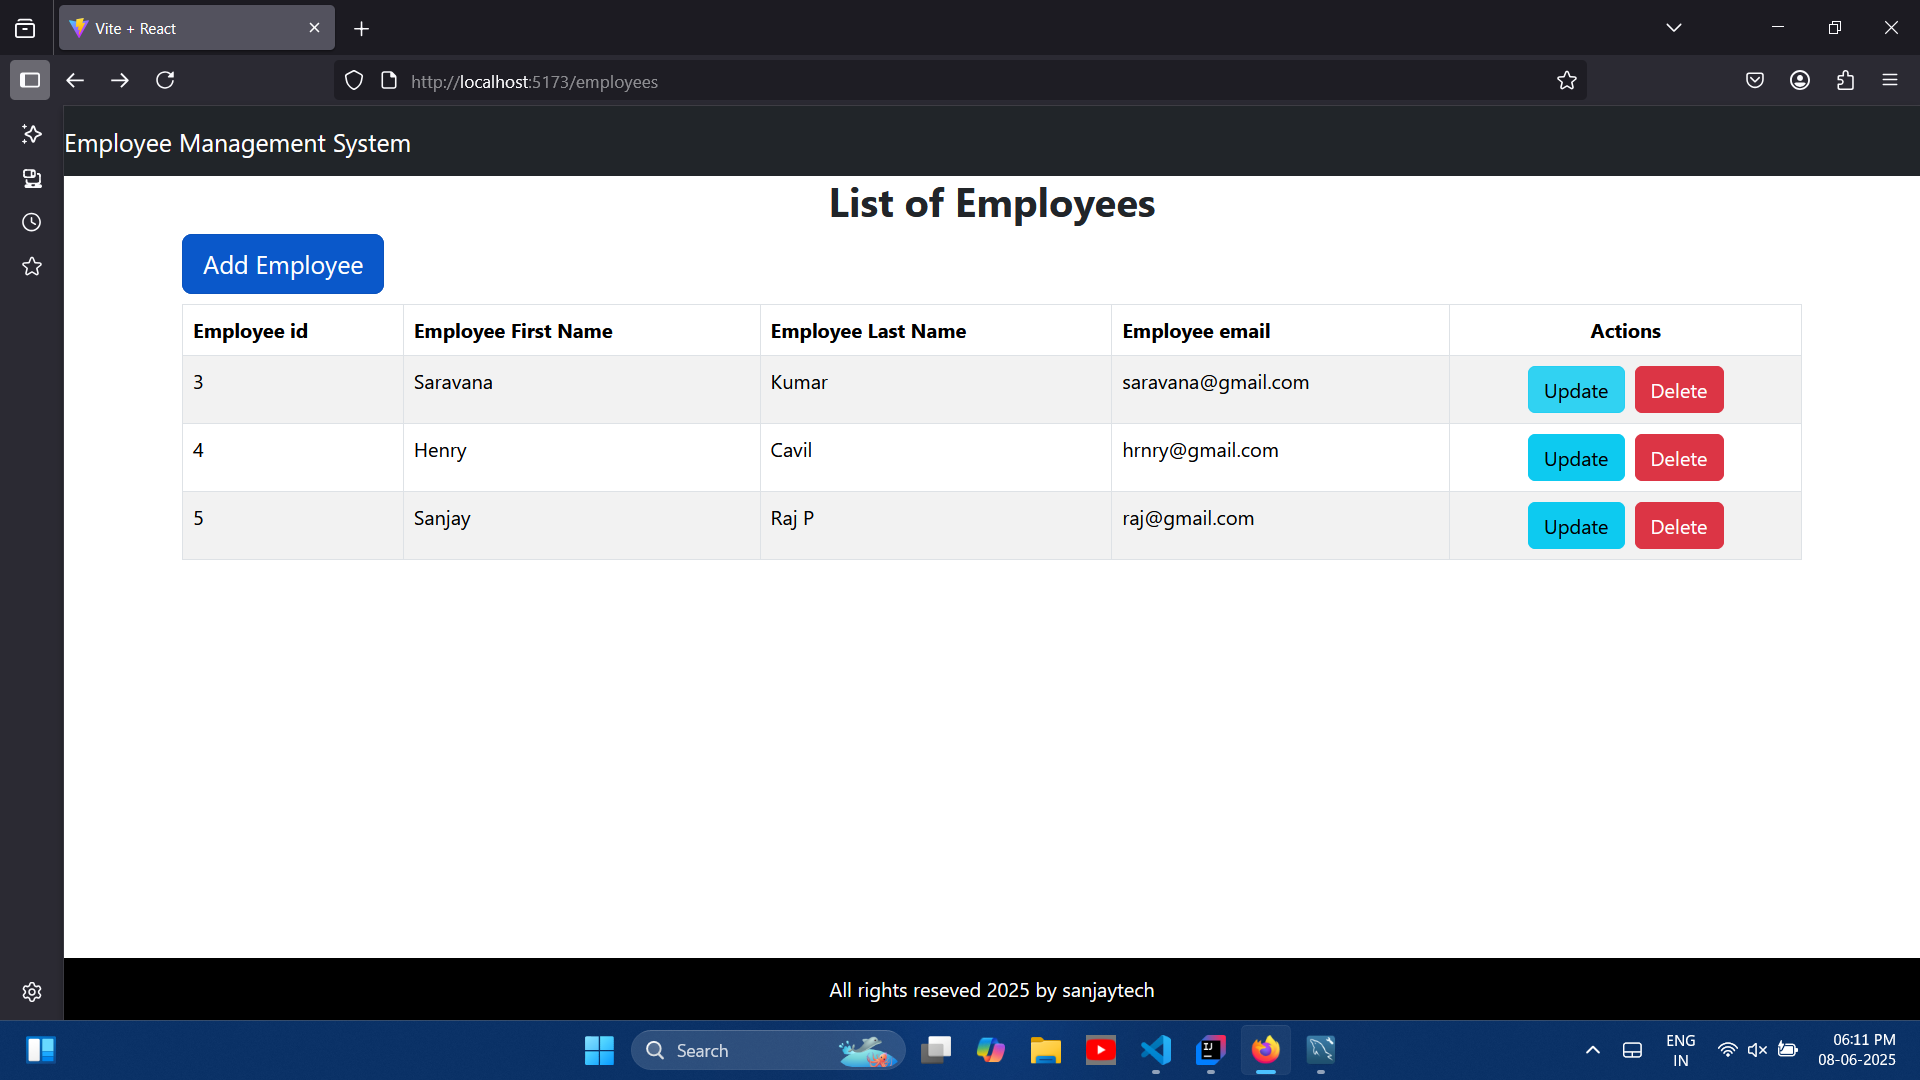 Vite + React
http://localhost:5173/employees
Employee Management System
List of Employees
Add Employee
Employee id Employee First Name Employee Last Name Employee email Actions
3 Saravana Kumar saravana@gmail.com Update Delete
4 Henry Cavil hrnry@gmail.com Update Delete
5 Sanjay Raj P raj@gmail.com Update Delete
All rights reseved 2025 by sanjaytech
Search
IJ
ENG
IN
06:11 PM
08-06-2025